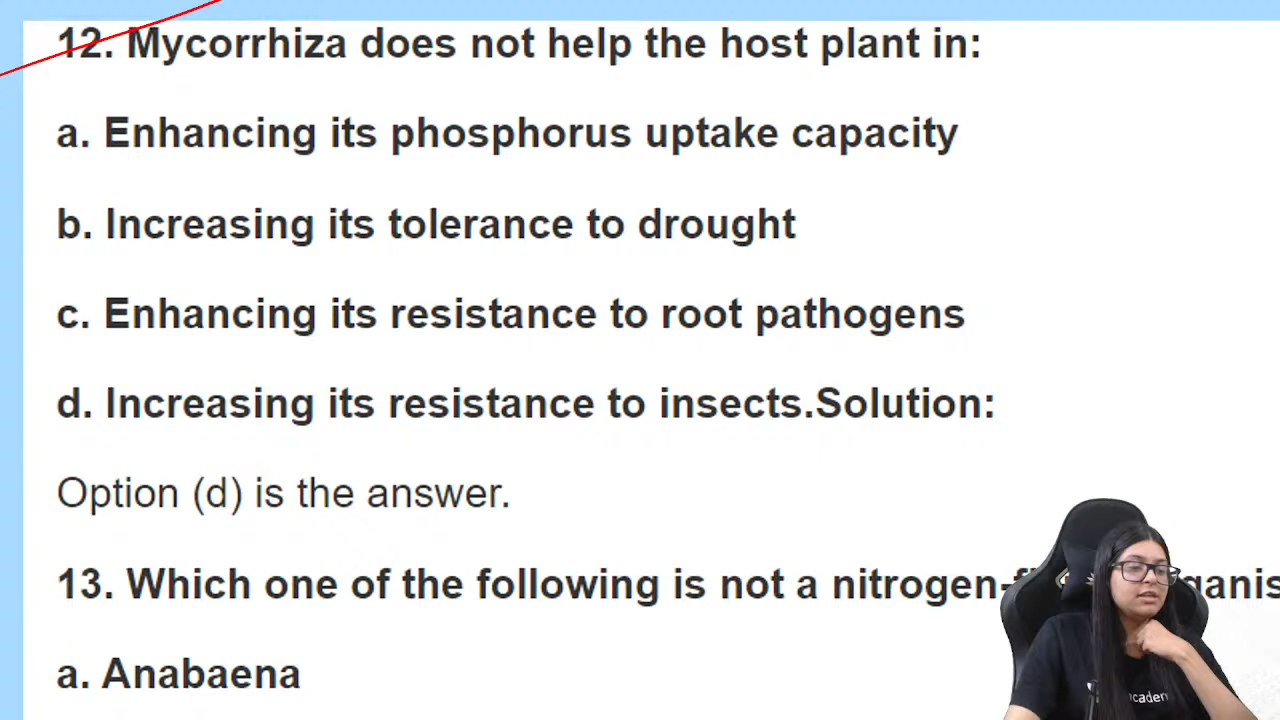 12. Mycorrhiza does not help the host plant in:
a. Enhancing its phosphorus uptake capacity
b. Increasing its tolerance to drought
c. Enhancing its resistance to root pathogens
d. Increasing its resistance to insects.Solution:
Option (d) is the answer.
13. Which one of the following is not a
a. Anabaena